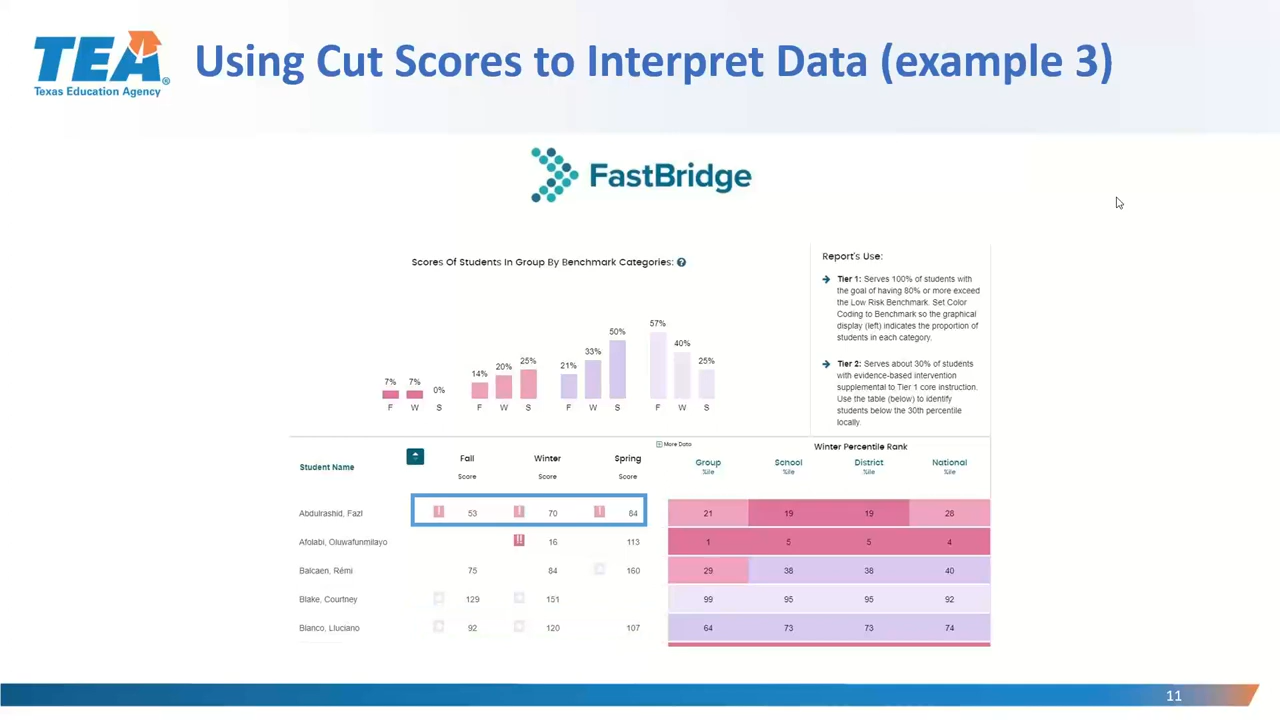 TEA
Texas Education Agency
Using Cut Scores to Interpret Data (example 3)
FastBridge
Scores Of Students In Group By Benchmark Categories: ?
7% 7% 0% 14% 20% 25% 21% 33% 50% 57% 40% 25%
F W S F W S F W S F W S
Report's Use:
Tier 1: Serves 100% of students with
the goal of having 80% or more exceed
the Low Risk Benchmark. Set Color
Coding to Benchmark so the graphical
display (left) indicates the proportion of
students in each category.
Tier 2: Serves about 30% of students
with evidence-based intervention
supplemental to Tier 1 core instruction.
Use the table (below) to identify
students below the 30th percentile
locally.
More Data
Winter Percentile Rank
Student Name Fall Winter Spring Group School District National
Score Score Score %ile %ile %ile %ile
Abdulrashid, Fazl ! 53 ! 70 ! 84 21 19 19 28
Afolabi, Oluwafunmilayo !! 16 113 1 5 5 4
Balcaen, Rémi 75 84 160 29 38 38 40
Blake, Courtney 129 151 99 95 95 92
Blanco, Lluciano 92 120 107 64 73 73 74
11